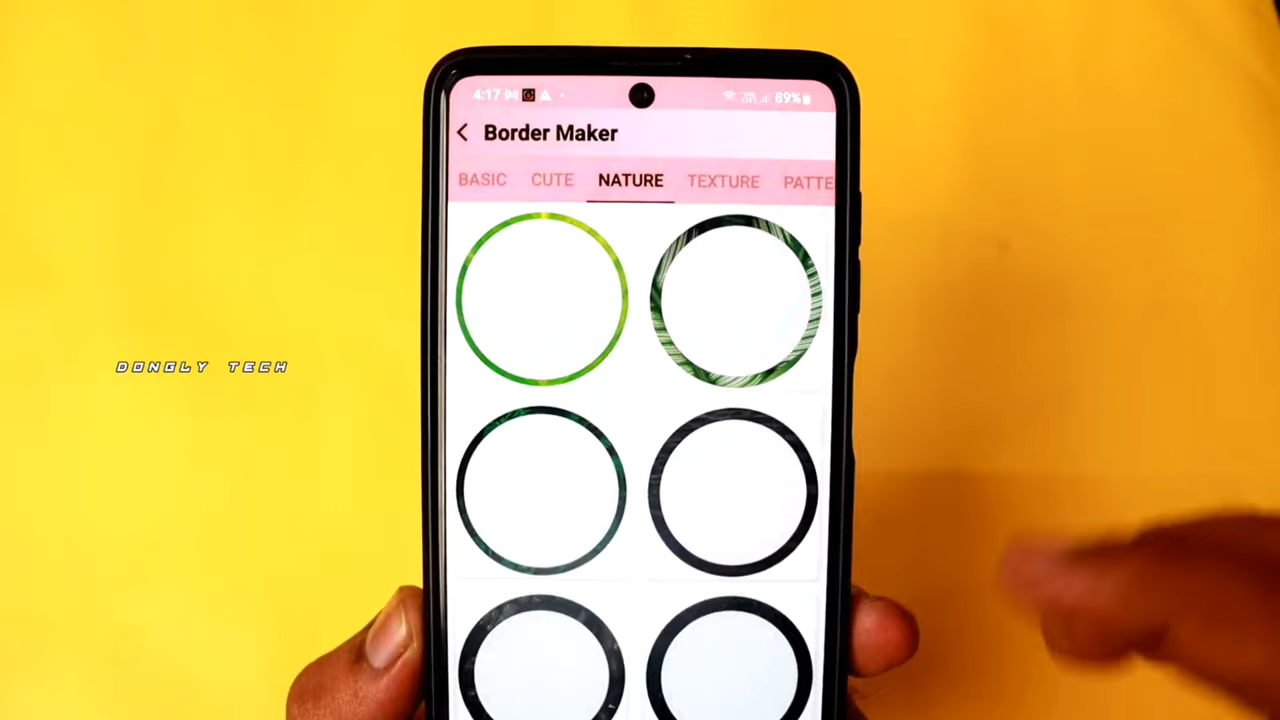 4:17
89%
Border Maker
BASIC CUTE NATURE TEXTURE PATTE
DONGLY TECH